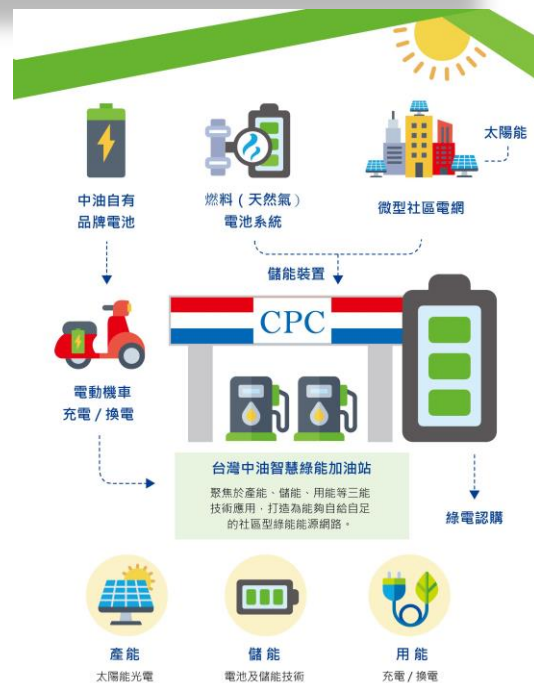 太陽能
中油自有
品牌電池
燃料（天然氣）
電池系統
微型社區電網
儲能裝置
CPC
電動機車
充電 / 換電
台灣中油智慧綠能加油站
聚焦於產能、儲能、用能等三能
技術應用，打造為能夠自給自足
的社區型綠能能源網路。
綠電認購
產能
太陽能光電
儲能
電池及儲能技術
用能
充電 / 換電